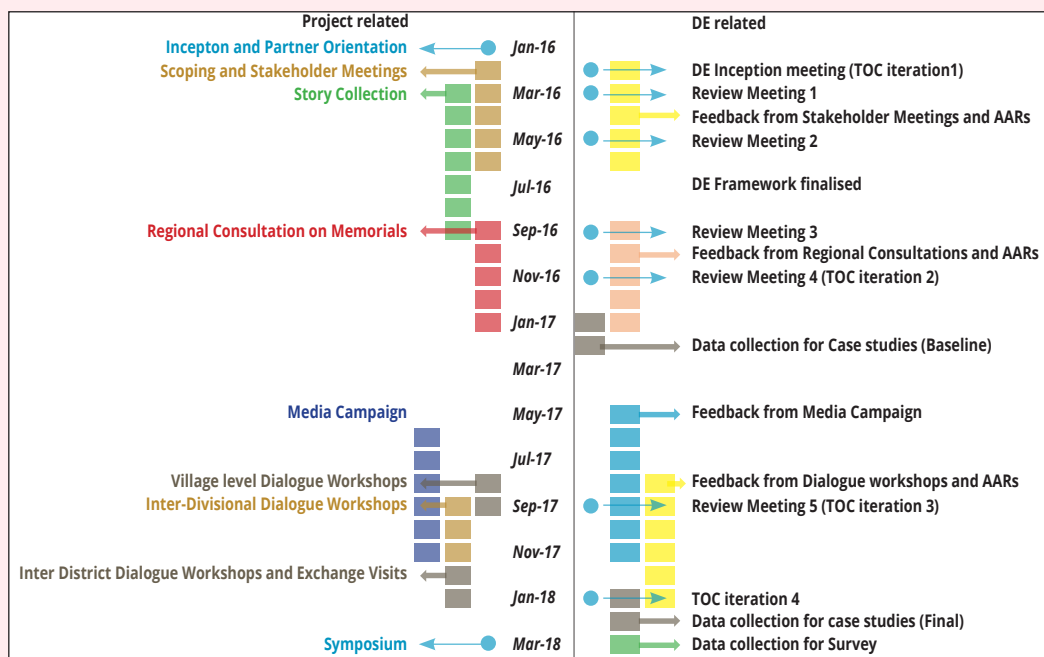 Project related
DE related
Incepton and Partner Orientation
Jan-16
Scoping and Stakeholder Meetings
DE Inception meeting (TOC iteration1)
Story Collection
Mar-16
Review Meeting 1
Feedback from Stakeholder Meetings and AARs
May-16
Review Meeting 2
Jul-16
DE Framework finalised
Regional Consultation on Memorials
Sep-16
Review Meeting 3
Feedback from Regional Consultations and AARs
Nov-16
Review Meeting 4 (TOC iteration 2)
Jan-17
Data collection for Case studies (Baseline)
Mar-17
Media Campaign
May-17
Feedback from Media Campaign
Jul-17
Village level Dialogue Workshops
Feedback from Dialogue workshops and AARs
Inter-Divisional Dialogue Workshops
Sep-17
Review Meeting 5 (TOC iteration 3)
Nov-17
Inter District Dialogue Workshops and Exchange Visits
Jan-18
TOC iteration 4
Data collection for case studies (Final)
Symposium
Mar-18
Data collection for Survey